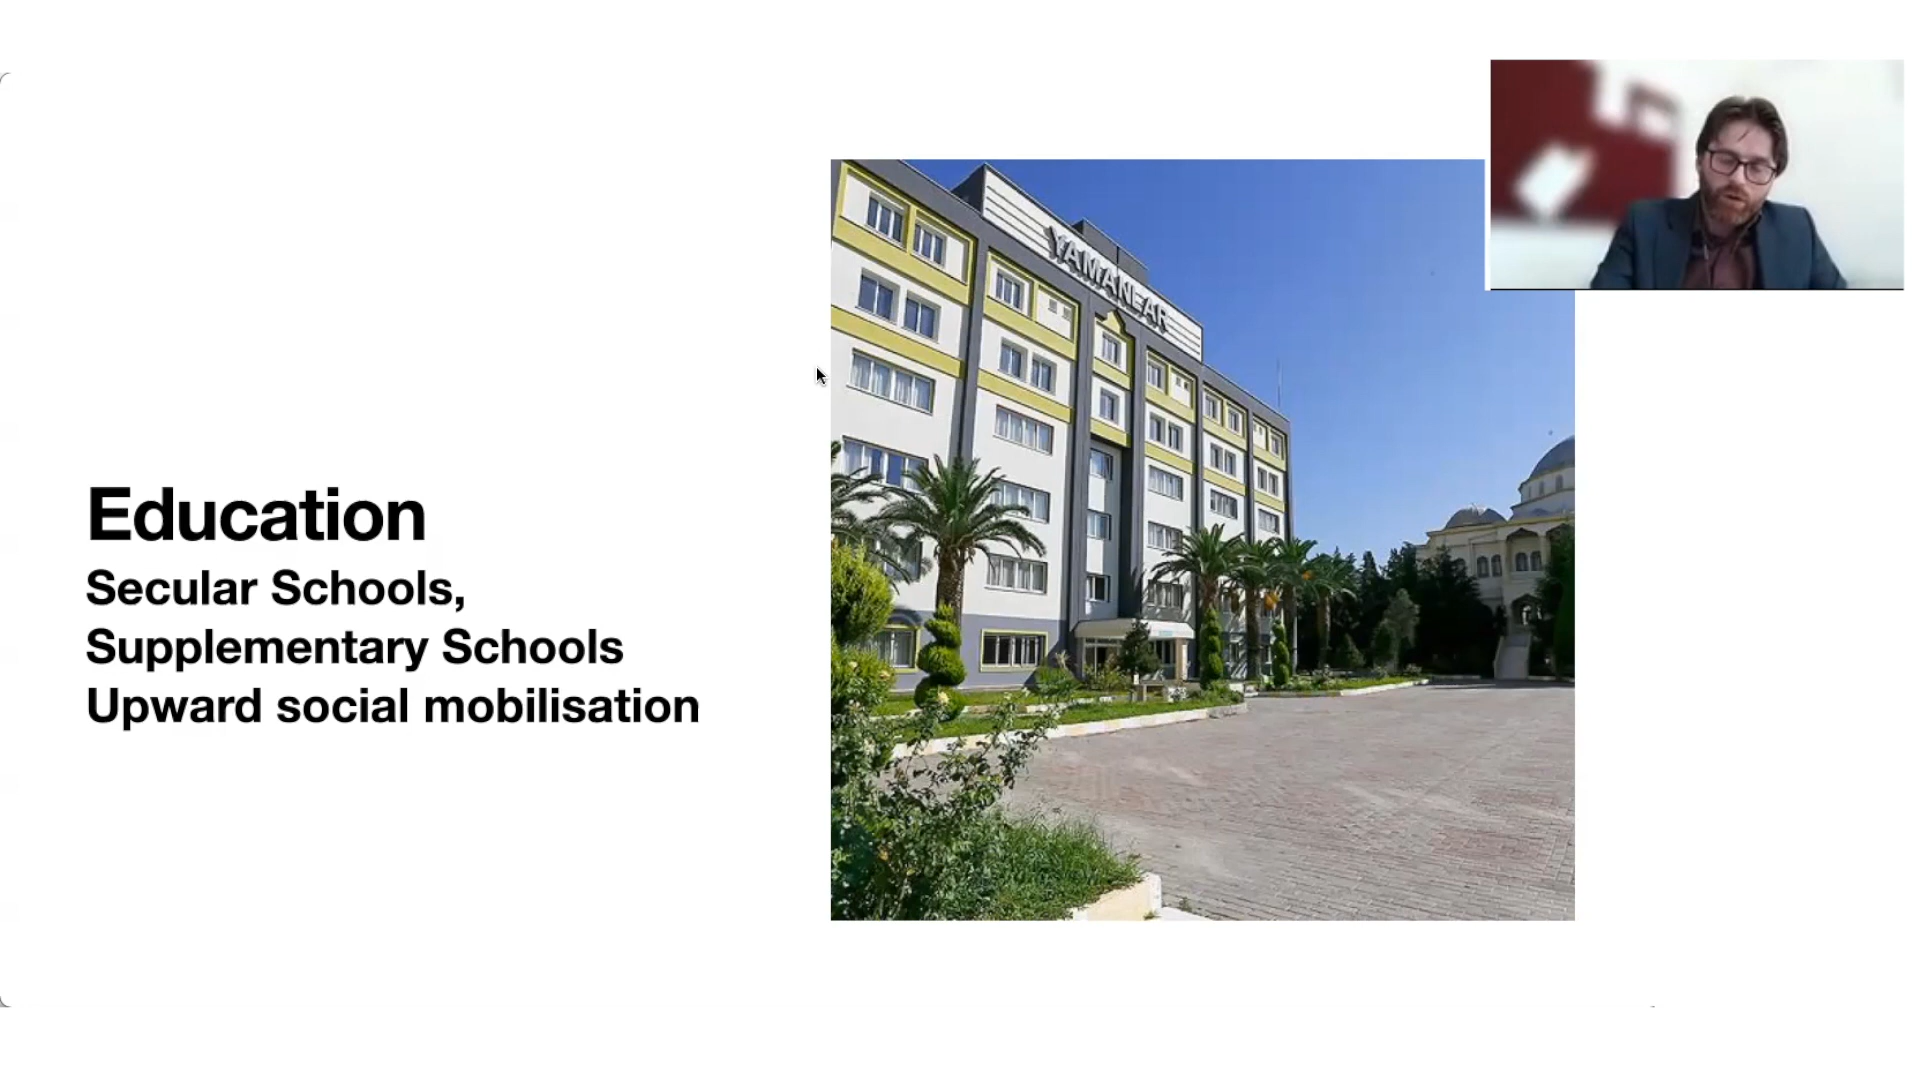 YAMANLAR
Education
Secular Schools,
Supplementary Schools
Upward social mobilisation